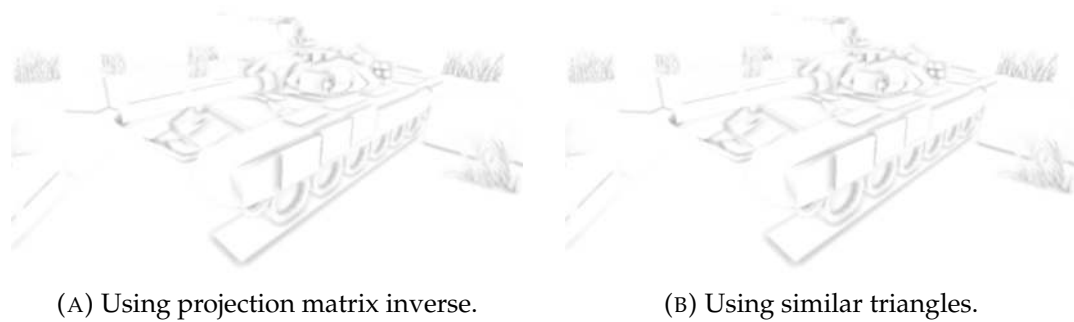 (A) Using projection matrix inverse.
(B) Using similar triangles.